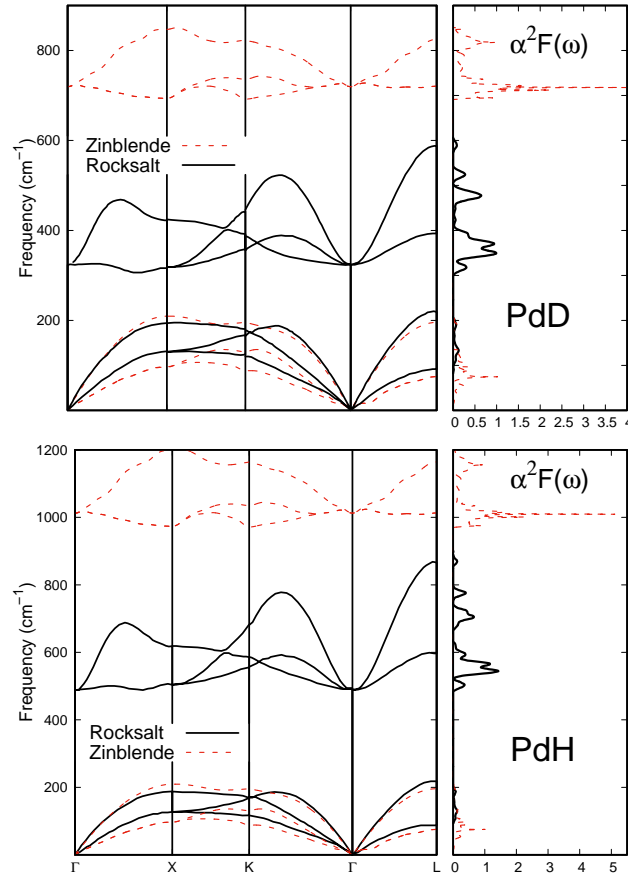 800
600
400
200
Frequency (cm⁻¹)
Zinblende
Rocksalt
α²F(ω)
PdD
0 0.5 1 1.5 2 2.5 3 3.5 4
1200
1000
800
600
400
200
0
Frequency (cm⁻¹)
Rocksalt
Zinblende
α²F(ω)
PdH
Γ X K Γ L
0 1 2 3 4 5